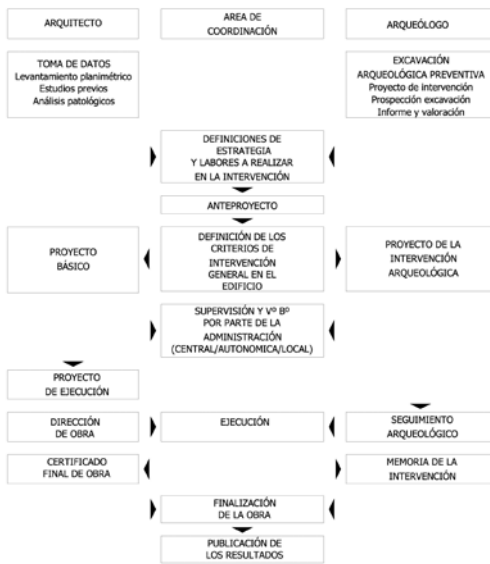 ARQUITECTO
AREA DE
COORDINACIÓN
ARQUEÓLOGO
TOMA DE DATOS
Levantamiento planimétrico
Estudios previos
Análisis patológicos
EXCAVACIÓN
ARQUEOLÓGICA PREVENTIVA
Proyecto de intervención
Prospección excavación
Informe y valoración
DEFINICIONES DE
ESTRATEGIA
Y LABORES A REALIZAR
EN LA INTERVENCIÓN
ANTEPROYECTO
PROYECTO
BÁSICO
DEFINICIÓN DE LOS
CRITERIOS DE
INTERVENCIÓN
GENERAL EN EL
EDIFICIO
PROYECTO DE LA
INTERVENCIÓN
ARQUEOLÓGICA
SUPERVISIÓN Y Vº Bº
POR PARTE DE LA
ADMINISTRACIÓN
(CENTRAL/AUTONOMICA/LOCAL)
PROYECTO
DE EJECUCIÓN
DIRECCIÓN
DE OBRA
EJECUCIÓN
SEGUIMIENTO
ARQUEOLÓGICO
CERTIFICADO
FINAL DE OBRA
MEMORIA DE LA
INTERVENCIÓN
FINALIZACIÓN
DE LA OBRA
PUBLICACIÓN DE
LOS RESULTADOS